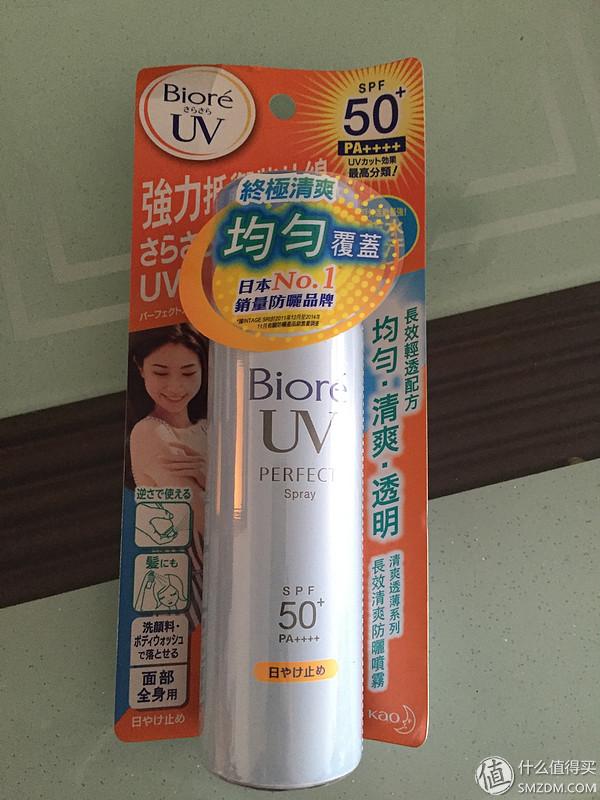 Bioré
さらさら
UV
SPF
50+
PA++++
UVカット効果
最高分類!
強力抵
さらさ
UV
終極清爽
均勻覆蓋
日本No.1
銷量防曬品牌
長效輕透配方
均勻·清爽·透明
清爽透薄系列
長效清爽防曬噴霧
Bioré
UV
PERFECT
Spray
SPF
50+
PA++++
日やけ止め
逆さで使える
髪にも
洗顔料・
ボディウォッシュ
で落とせる
面部
全身用
日やけ止め
Kao
值 什么值得买
SMZDM.COM